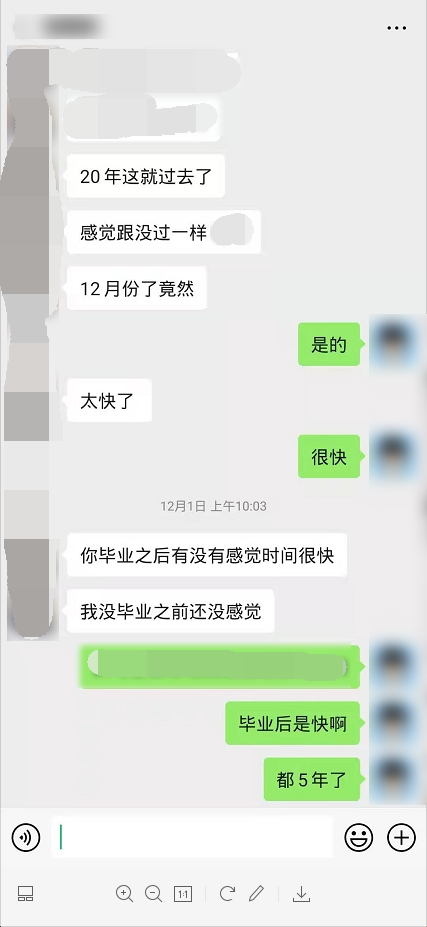 20年这就过去了
感觉跟没过一样
12月份了竟然
是的
太快了
很快
12月1日 上午10:03
你毕业之后有没有感觉时间很快
我没毕业之前还没感觉
毕业后是快啊
都5年了
1:1